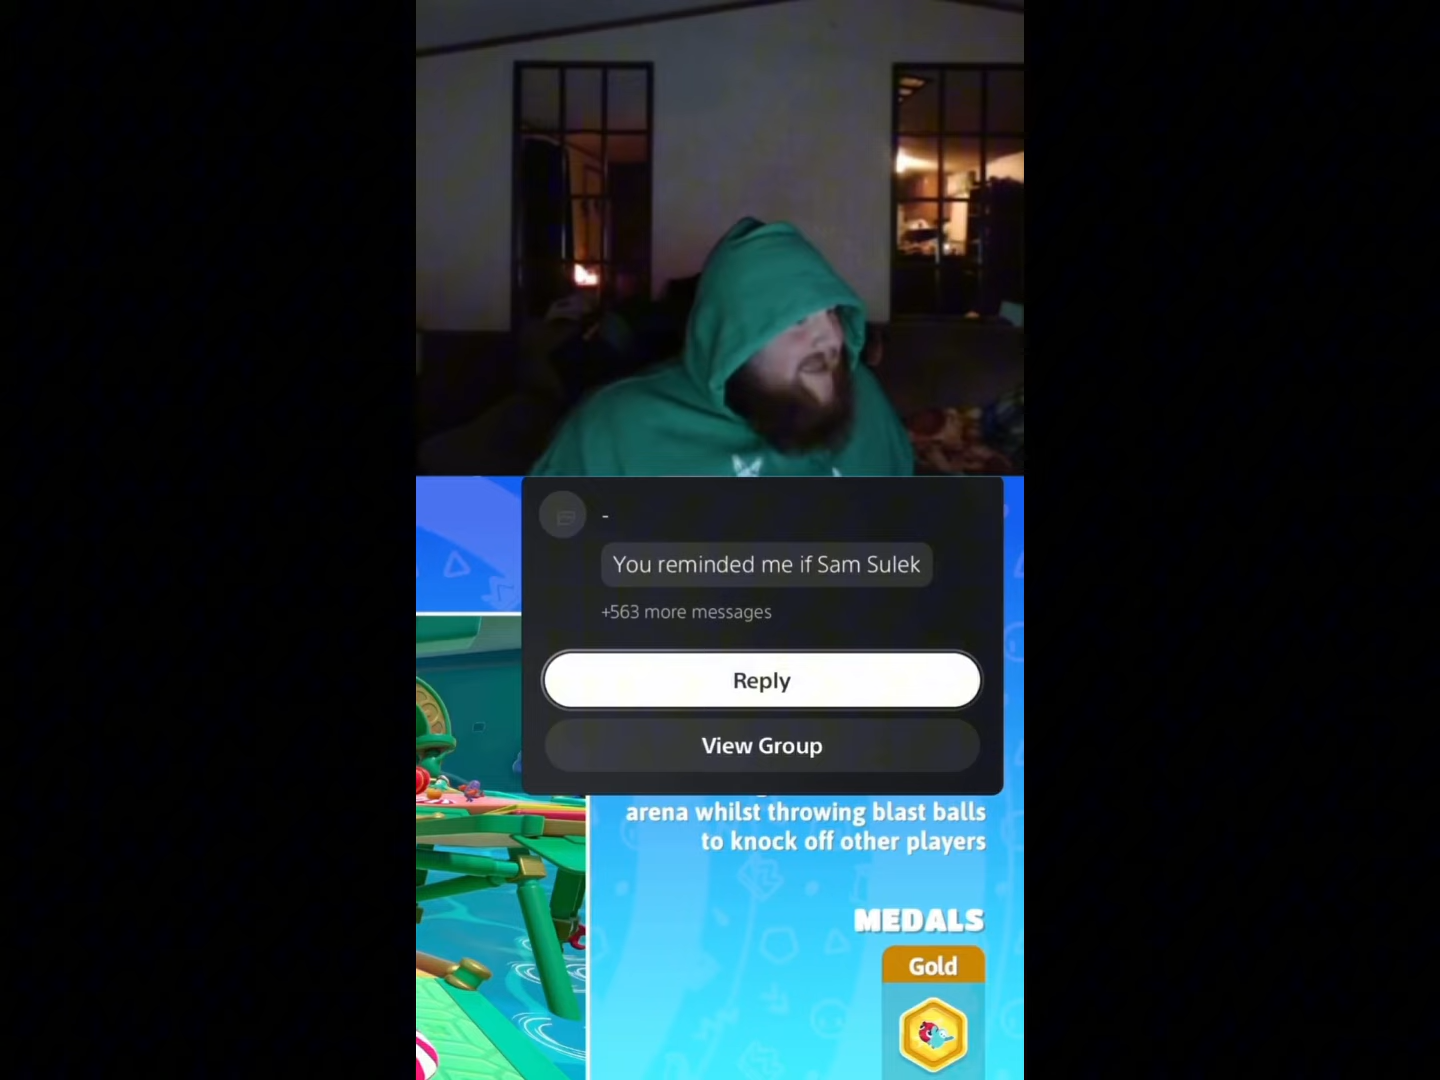 -
You reminded me if Sam Sulek
+563 more messages
Reply
View Group
arena whilst throwing blast balls
to knock off other players
MEDALS
Gold